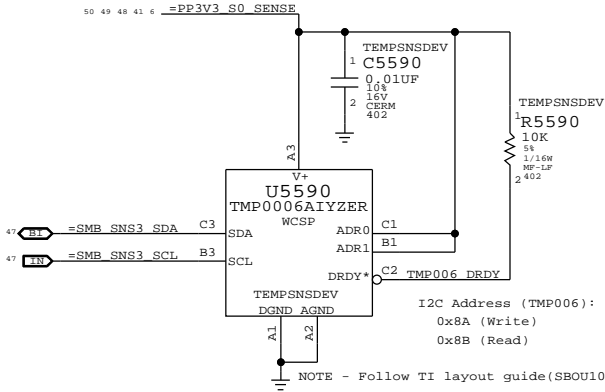 50 49 48 41 6 =PP3V3_S0_SENSE
TEMPSNSDEV
1 C5590
0.01UF
10%
16V
2 CERM
402
TEMPSNSDEV
1 R5590
10K
5%
1/16W
MF-LF
2 402
A3
V+
U5590
TMP0006AIYZER
WCSP
47 BI =SMB_SNS3_SDA C3 SDA
ADR0 C1
ADR1 B1
47 IN =SMB_SNS3_SCL B3 SCL
DRDY* C2 TMP006_DRDY
TEMPSNSDEV
DGND AGND
A1 A2
I2C Address (TMP006):
0x8A (Write)
0x8B (Read)
NOTE - Follow TI layout guide(SBOU10